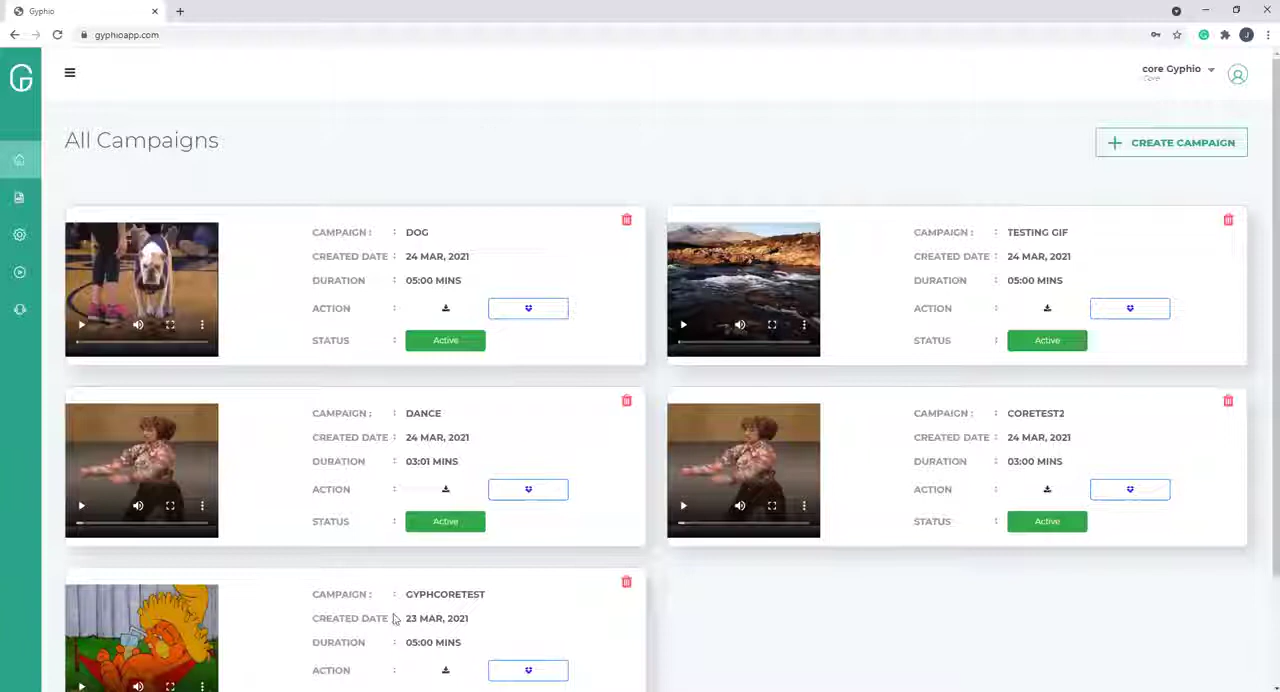 Gyphio
gyphioapp.com
J
G
core Gyphio
Core
All Campaigns
CREATE CAMPAIGN
CAMPAIGN : : DOG
CREATED DATE : 24 MAR, 2021
DURATION : 05:00 MINS
ACTION :
STATUS : Active
CAMPAIGN : : TESTING GIF
CREATED DATE : 24 MAR, 2021
DURATION : 05:00 MINS
ACTION :
STATUS : Active
CAMPAIGN : : DANCE
CREATED DATE : 24 MAR, 2021
DURATION : 03:01 MINS
ACTION :
STATUS : Active
CAMPAIGN : : CORETEST2
CREATED DATE : 24 MAR, 2021
DURATION : 03:00 MINS
ACTION :
STATUS : Active
CAMPAIGN : : GYPHCORETEST
CREATED DATE : 23 MAR, 2021
DURATION : 05:00 MINS
ACTION :